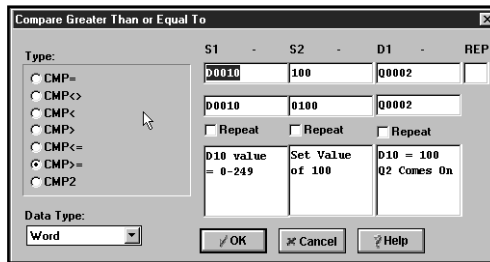 Compare Greater Than or Equal To
Type:
S1 - S2 - D1 - REP
D0010 100 Q0002
CMP=
CMP<>
CMP<
CMP>
CMP<=
CMP>=
CMP2
D0010 0100 Q0002
Repeat Repeat Repeat
D10 value
= 0-249
Set Value
of 100
D10 = 100
Q2 Comes On
Data Type:
Word
OK Cancel ?Help